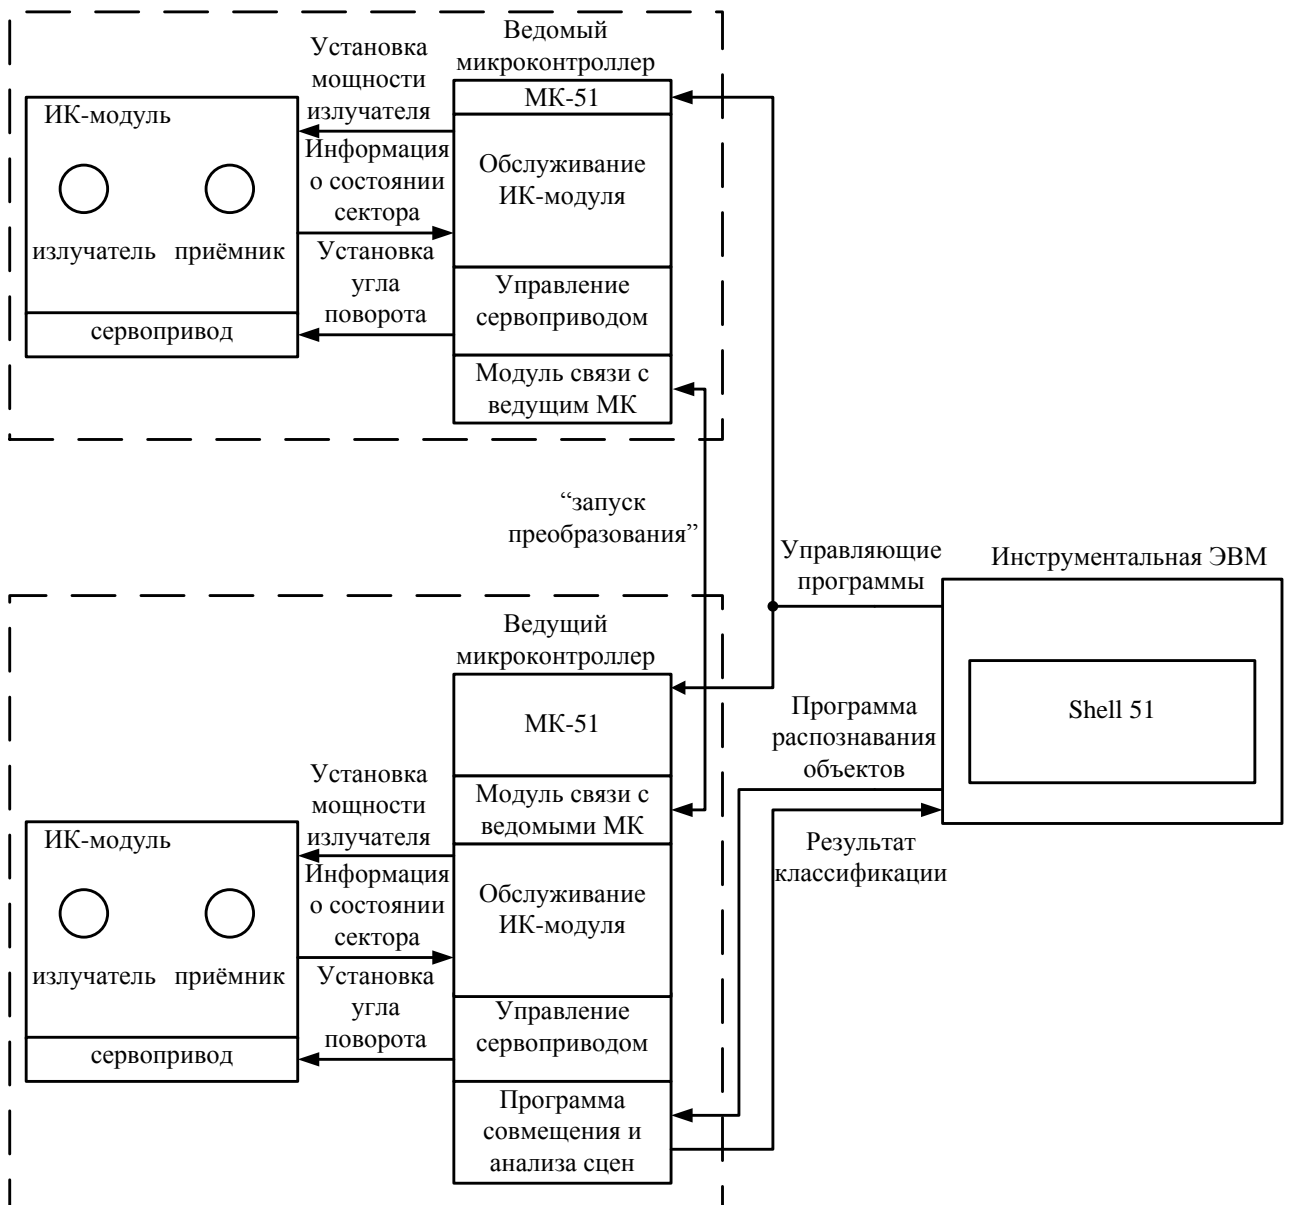 Ведомый
микроконтроллер
МК-51
Установка
мощности
излучателя
ИК-модуль
Информация
о состоянии
сектора
Обслуживание
ИК-модуля
излучатель
приёмник
Установка
угла
поворота
Управление
сервоприводом
сервопривод
Модуль связи с
ведущим МК
“запуск
преобразования”
Управляющие
программы
Инструментальная ЭВМ
Shell 51
Ведущий
микроконтроллер
МК-51
Программа
распознавания
объектов
Модуль связи с
ведомыми МК
Установка
мощности
излучателя
Результат
классификации
ИК-модуль
Информация
о состоянии
сектора
Обслуживание
ИК-модуля
излучатель
приёмник
Установка
угла
поворота
Управление
сервоприводом
сервопривод
Программа
совмещения и
анализа сцен